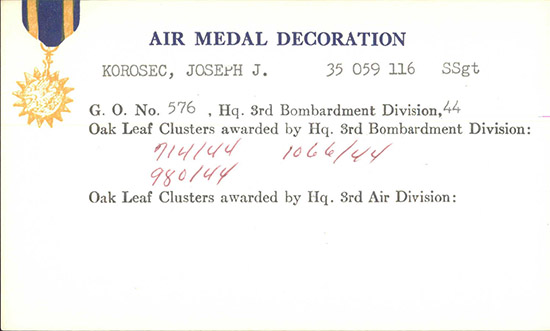 AIR MEDAL DECORATION
KOROSEC, JOSEPH J. 35 059 116 SSgt
G. O. No. 576 , Hq. 3rd Bombardment Division,44
Oak Leaf Clusters awarded by Hq. 3rd Bombardment Division:
714/44 1066/44
980/44
Oak Leaf Clusters awarded by Hq. 3rd Air Division: